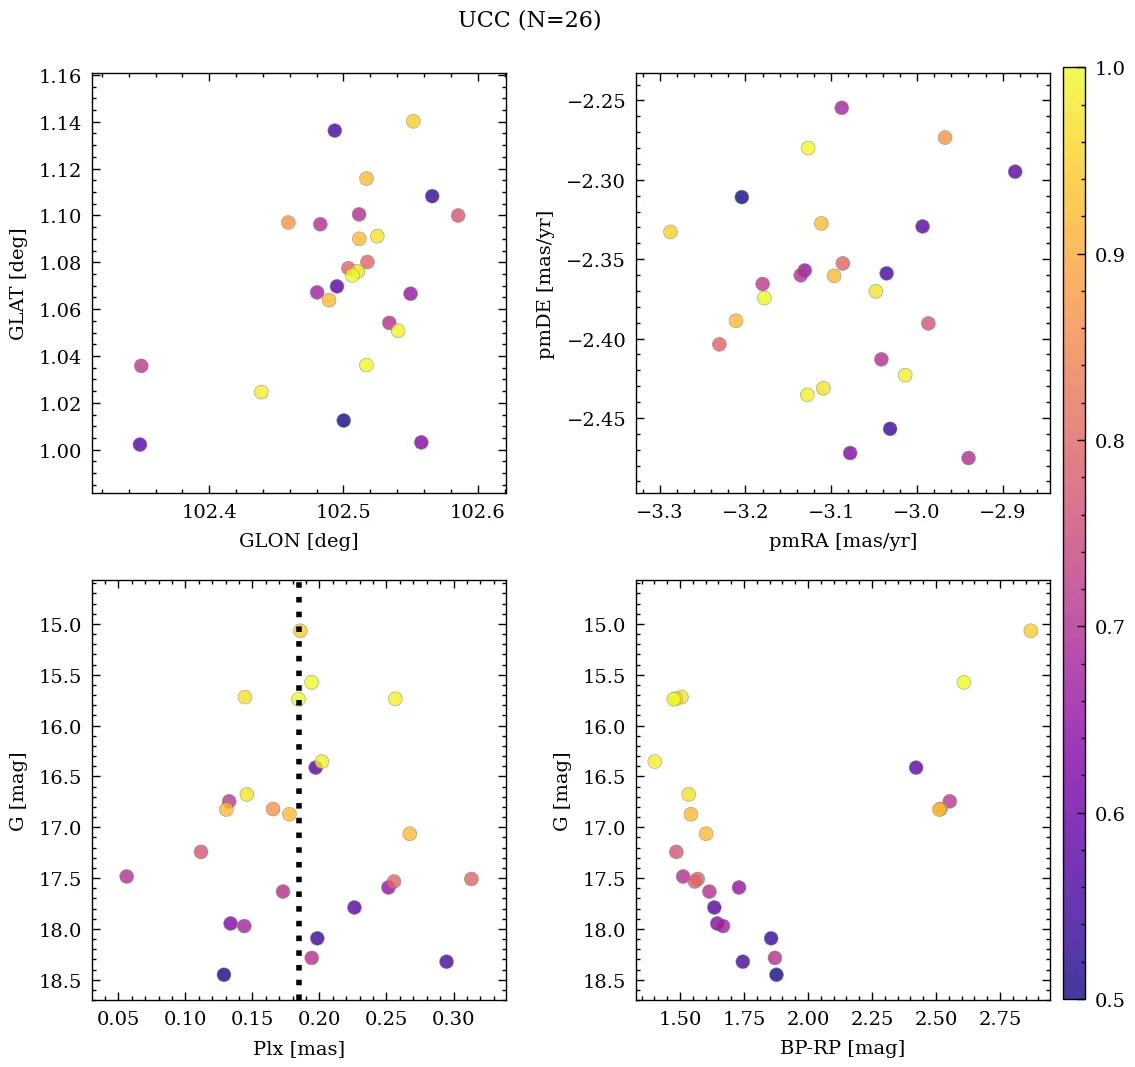 UCC (N=26)
1.16
1.14
1.12
1.10
1.08
1.06
1.04
1.02
1.00
GLAT [deg]
102.4 102.5 102.6
GLON [deg]
−2.25
−2.30
−2.35
−2.40
−2.45
pmDE [mas/yr]
−3.3 −3.2 −3.1 −3.0 −2.9
pmRA [mas/yr]
15.0
15.5
16.0
16.5
17.0
17.5
18.0
18.5
G [mag]
0.05 0.10 0.15 0.20 0.25 0.30
Plx [mas]
15.0
15.5
16.0
16.5
17.0
17.5
18.0
18.5
G [mag]
1.50 1.75 2.00 2.25 2.50 2.75
BP-RP [mag]
1.0
0.9
0.8
0.7
0.6
0.5